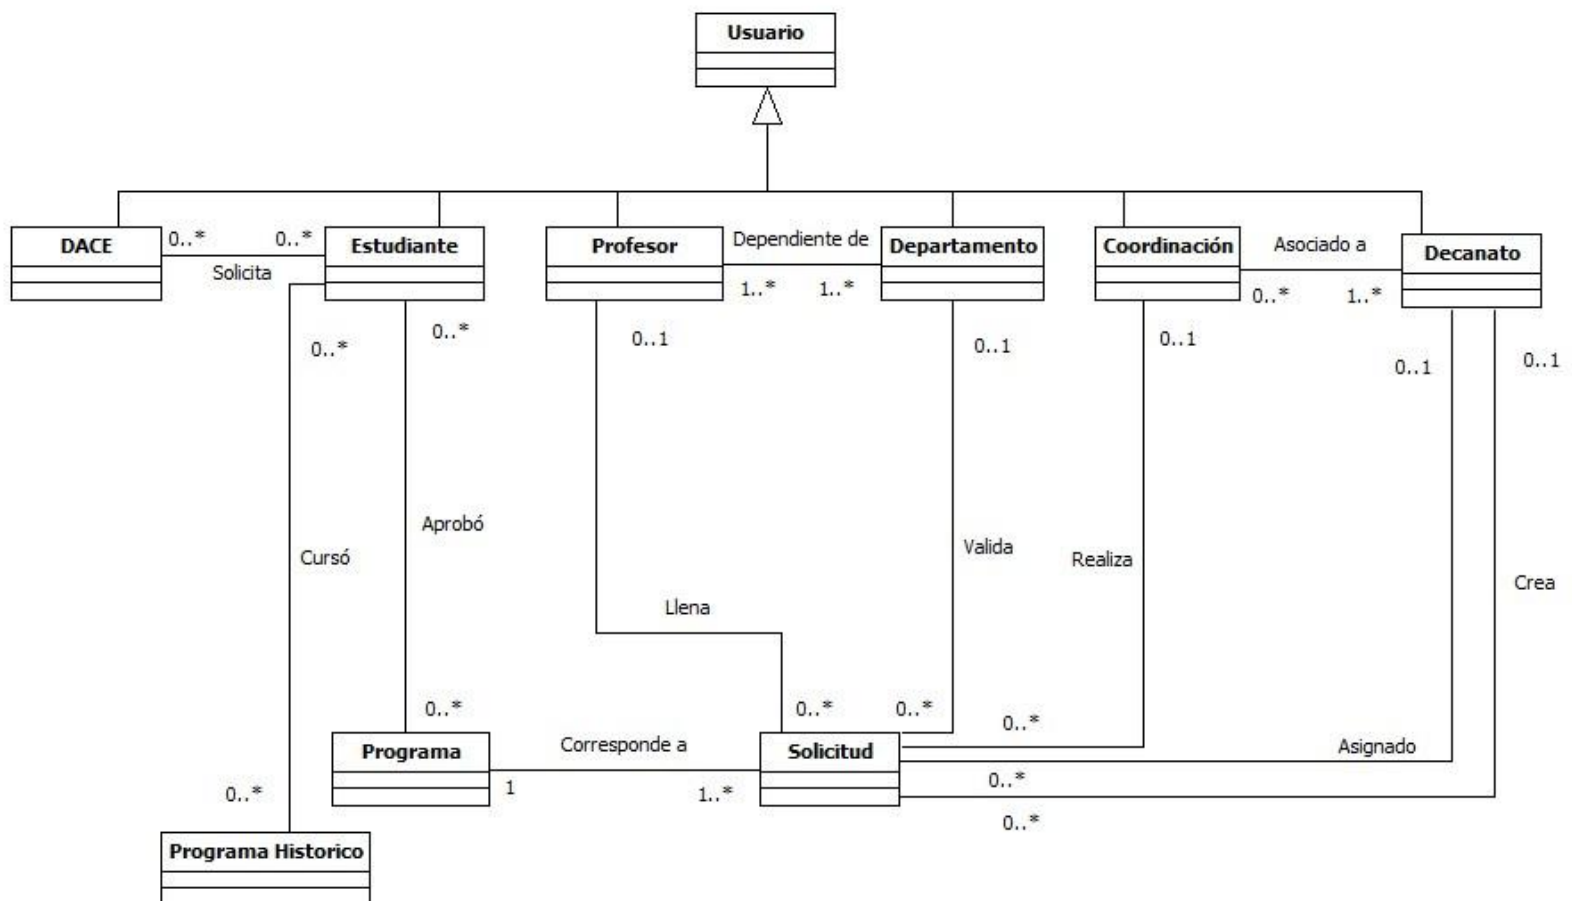 Usuario
DACE
0..*
0..*
Estudiante
Profesor
Dependiente de
Departamento
Coordinación
Asociado a
Decanato
Solicita
1..*
1..*
0..*
1..*
0..*
0..*
0..1
0..1
0..1
0..1
0..1
Cursó
Aprobó
Llena
Valida
Realiza
Crea
0..*
0..*
0..*
0..*
Programa
Corresponde a
Solicitud
Asignado
0..*
1
1..*
0..*
0..*
Programa Historico